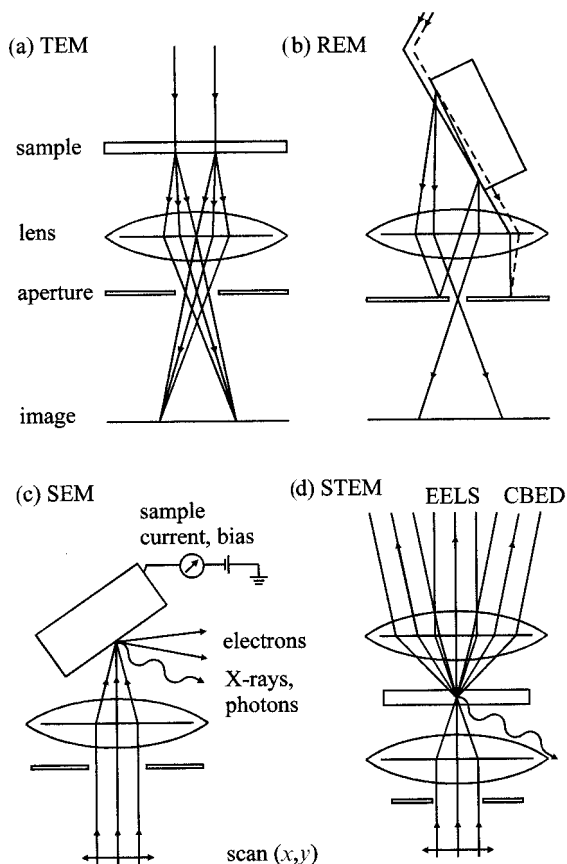 (a) TEM
(b) REM
sample
lens
aperture
image
(c) SEM
sample
current, bias
electrons
X-rays,
photons
scan (x,y)
(d) STEM
EELS
CBED